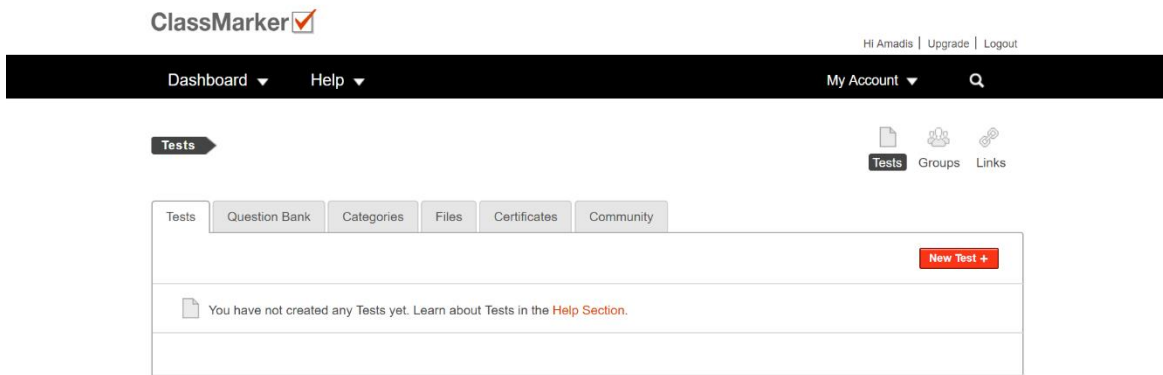 ClassMarker
Hi Amadis | Upgrade | Logout
Dashboard Help My Account
Tests
Tests Groups Links
Tests Question Bank Categories Files Certificates Community
New Test +
You have not created any Tests yet. Learn about Tests in the Help Section.